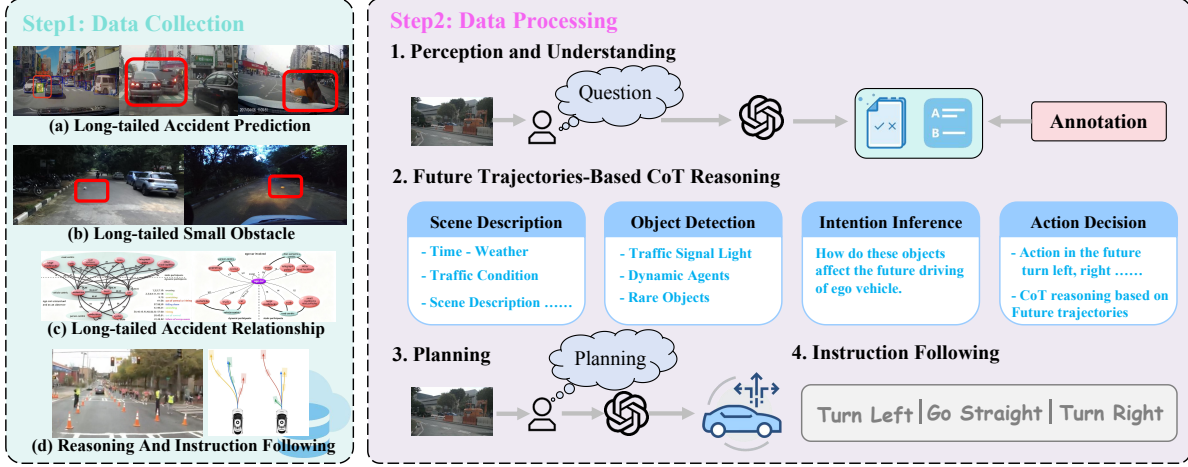 Step1: Data Collection
(a) Long-tailed Accident Prediction
(b) Long-tailed Small Obstacle
(c) Long-tailed Accident Relationship
(d) Reasoning And Instruction Following
Step2: Data Processing
1. Perception and Understanding
Question
A
B
Annotation
2. Future Trajectories-Based CoT Reasoning
Scene Description
- Time - Weather
- Traffic Condition
- Scene Description ......
Object Detection
- Traffic Signal Light
- Dynamic Agents
- Rare Objects
Intention Inference
How do these objects
affect the future driving
of ego vehicle.
Action Decision
- Action in the future
turn left, right ......
- CoT reasoning based on
Future trajectories
3. Planning
Planning
4. Instruction Following
Turn Left | Go Straight | Turn Right